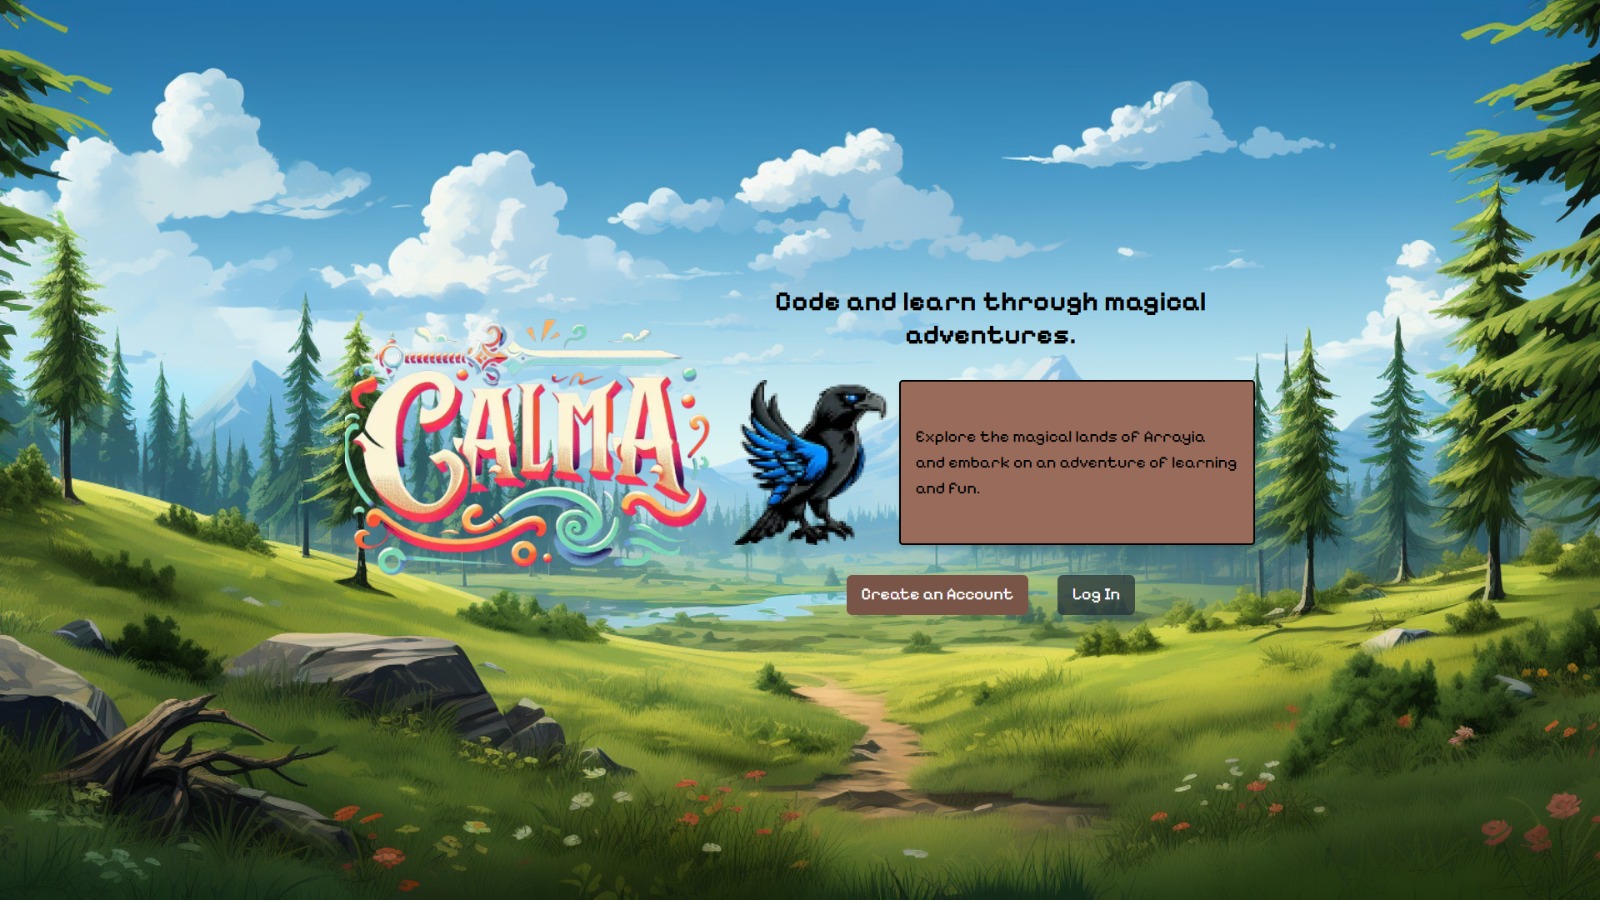 CALMA
Code and learn through magical
adventures.
Explore the magical lands of Arrayia
and embark on an adventure of learning
and fun.
Create an Account
Log In